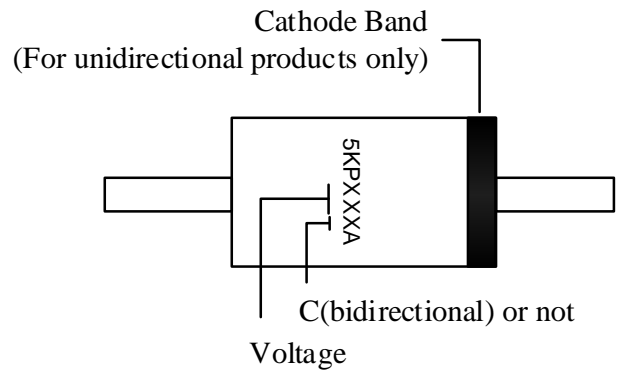 Cathode Band
(For unidirectional products only)
5KPXXXA
C(bidirectional) or not
Voltage